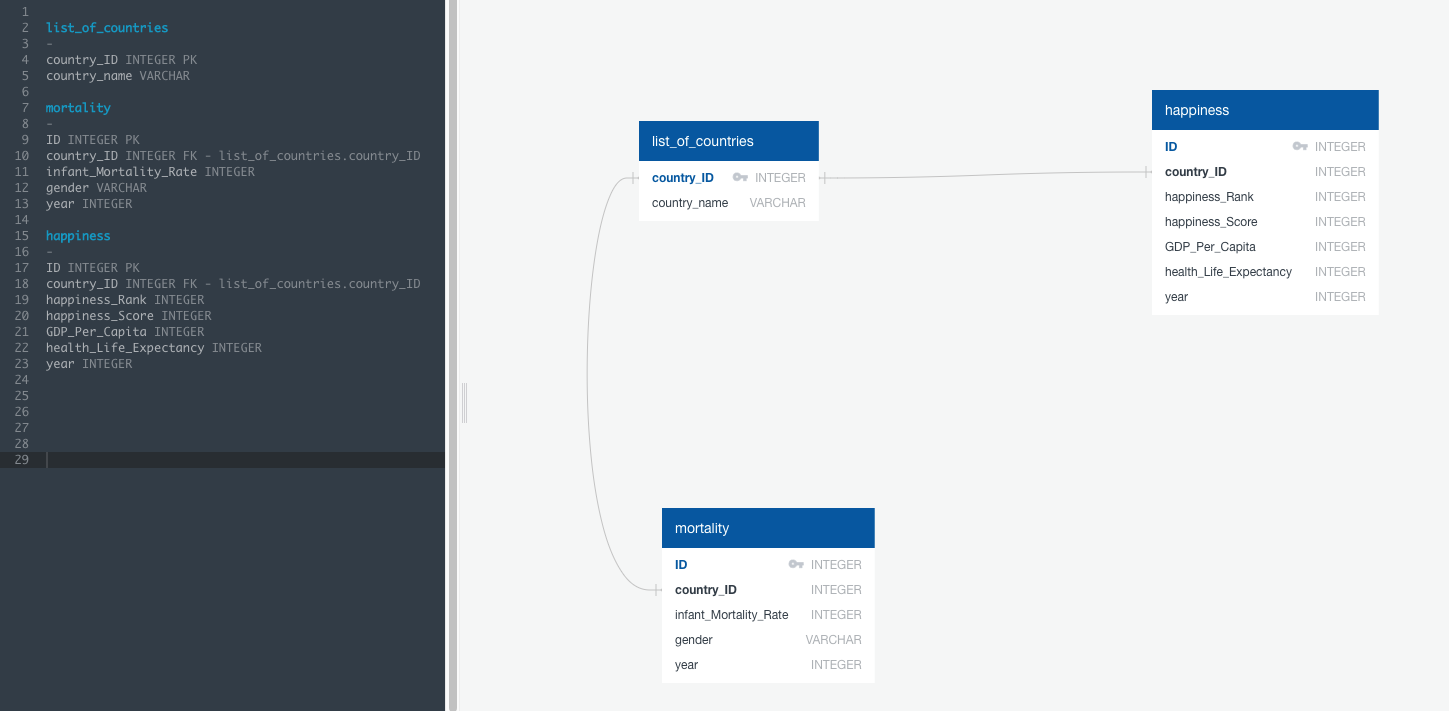 1
2 list_of_countries
3 -
4 country_ID INTEGER PK
5 country_name VARCHAR
6
7 mortality
8 -
9 ID INTEGER PK
10 country_ID INTEGER FK - list_of_countries.country_ID
11 infant_Mortality_Rate INTEGER
12 gender VARCHAR
13 year INTEGER
14
15 happiness
16 -
17 ID INTEGER PK
18 country_ID INTEGER FK - list_of_countries.country_ID
19 happiness_Rank INTEGER
20 happiness_Score INTEGER
21 GDP_Per_Capita INTEGER
22 health_Life_Expectancy INTEGER
23 year INTEGER
24
25
26
27
28
29
list_of_countries
country_ID INTEGER
country_name VARCHAR
happiness
ID INTEGER
country_ID INTEGER
happiness_Rank INTEGER
happiness_Score INTEGER
GDP_Per_Capita INTEGER
health_Life_Expectancy INTEGER
year INTEGER
mortality
ID INTEGER
country_ID INTEGER
infant_Mortality_Rate INTEGER
gender VARCHAR
year INTEGER